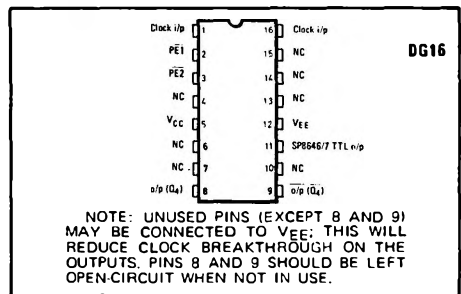 Clock i/p 1 16 Clock i/p
PE1 2 15 NC DG16
PE2 3 14 NC
NC 4 13 NC
VCC 5 12 VEE
NC 6 11 SP8646/7 TTL o/p
NC 7 10 NC
o/p (Q4) 8 9 o/p (Q4)
NOTE: UNUSED PINS (EXCEPT 8 AND 9)
MAY BE CONNECTED TO VEE; THIS WILL
REDUCE CLOCK BREAKTHROUGH ON THE
OUTPUTS. PINS 8 AND 9 SHOULD BE LEFT
OPEN-CIRCUIT WHEN NOT IN USE.